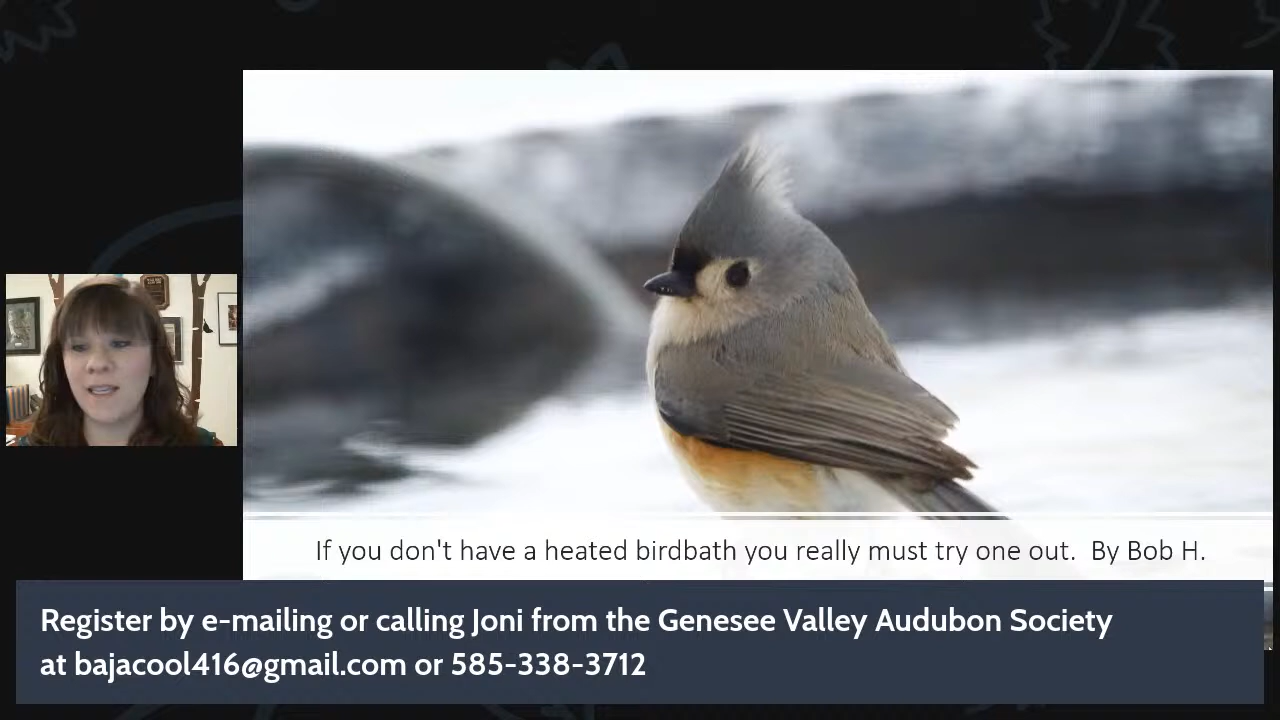 If you don't have a heated birdbath you really must try one out.  By Bob H.
Register by e-mailing or calling Joni from the Genesee Valley Audubon Society
at bajacool416@gmail.com or 585-338-3712